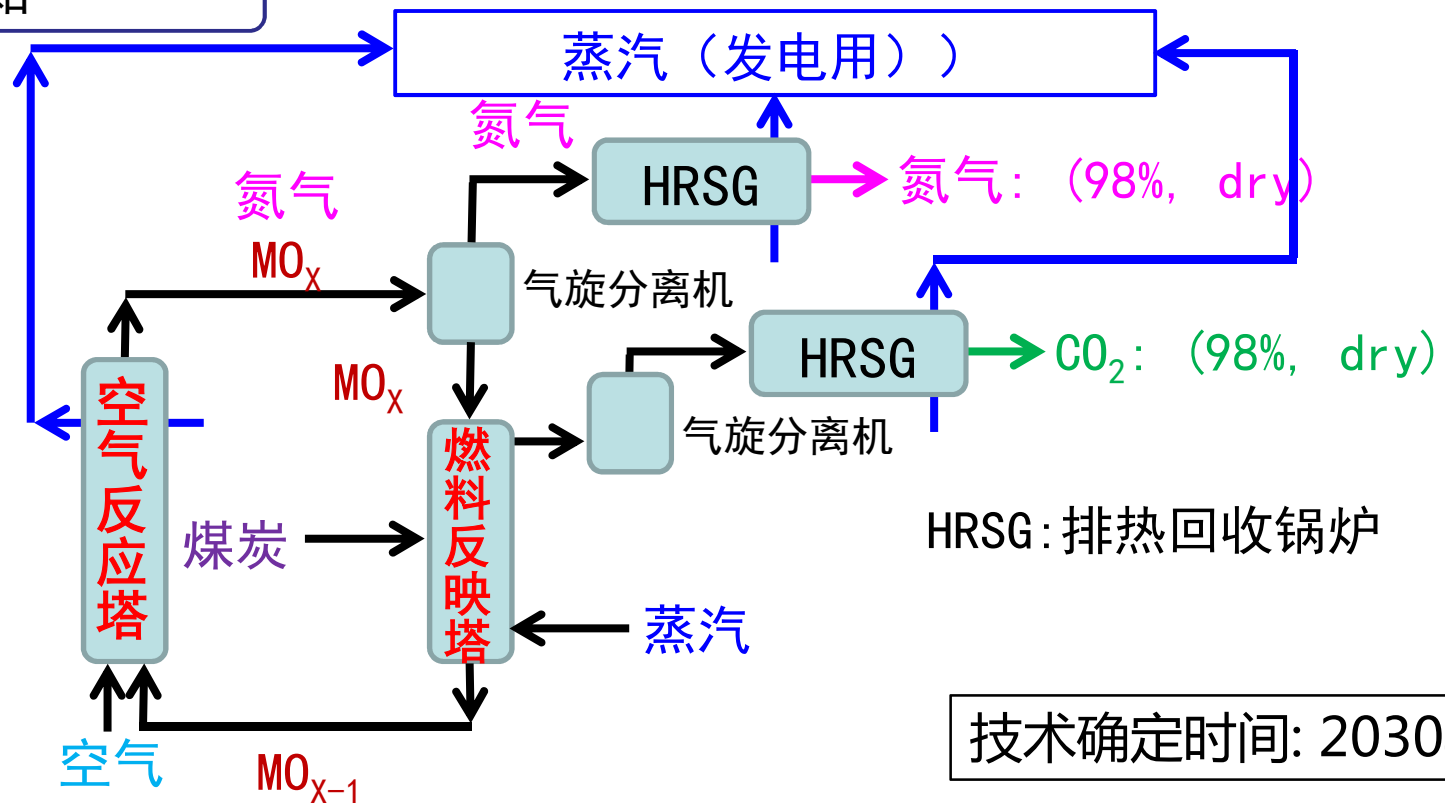 蒸汽（发电用））
氮气
HRSG
氮气: (98%, dry)
氮气
MOX
气旋分离机
HRSG
CO2: (98%, dry)
MOX
气旋分离机
空气反应塔
燃料反映塔
煤炭
HRSG:排热回收锅炉
蒸汽
技术确定时间: 2030
空气
MOX-1